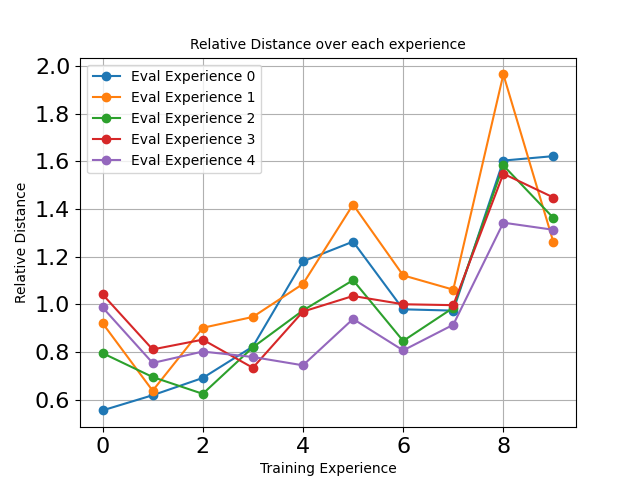 Relative Distance over each experience
Eval Experience 0
Eval Experience 1
Eval Experience 2
Eval Experience 3
Eval Experience 4
Relative Distance
2.0
1.8
1.6
1.4
1.2
1.0
0.8
0.6
0 2 4 6 8
Training Experience